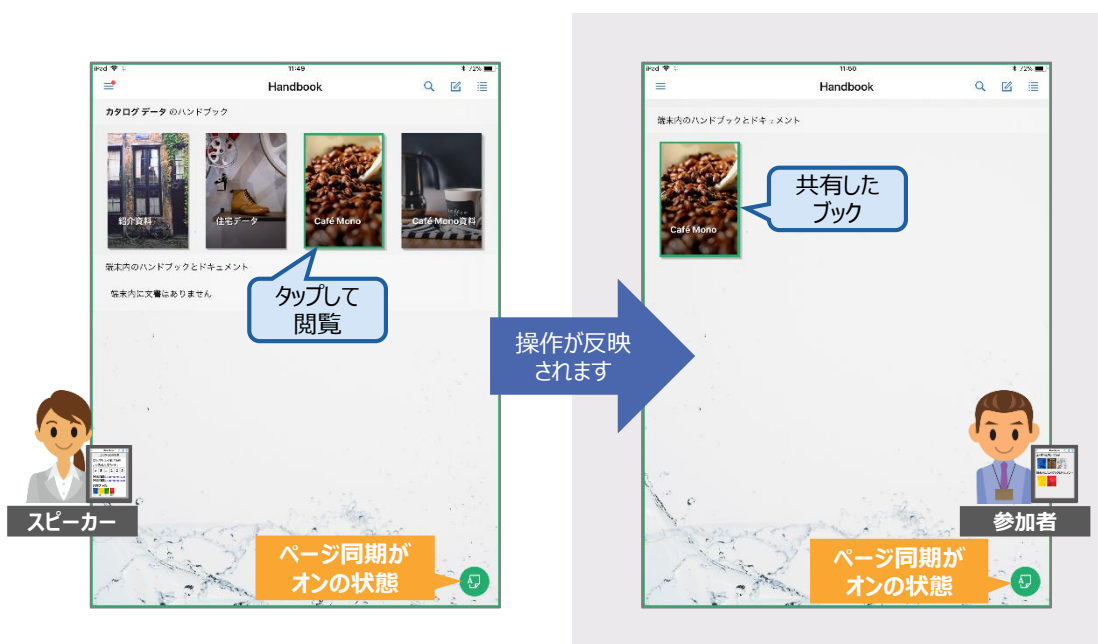 iPad
11:49
72%
Handbook
カタログ データ のハンドブック
紹介資料
住宅データ
Café Mono
Café Mono資料
端末内のハンドブックとドキュメント
端末内に文書はありません
タップして
閲覧
スピーカー
ページ同期が
オンの状態
操作が反映
されます
iPad
11:50
72%
Handbook
端末内のハンドブックとドキュメント
Café Mono
共有した
ブック
参加者
ページ同期が
オンの状態